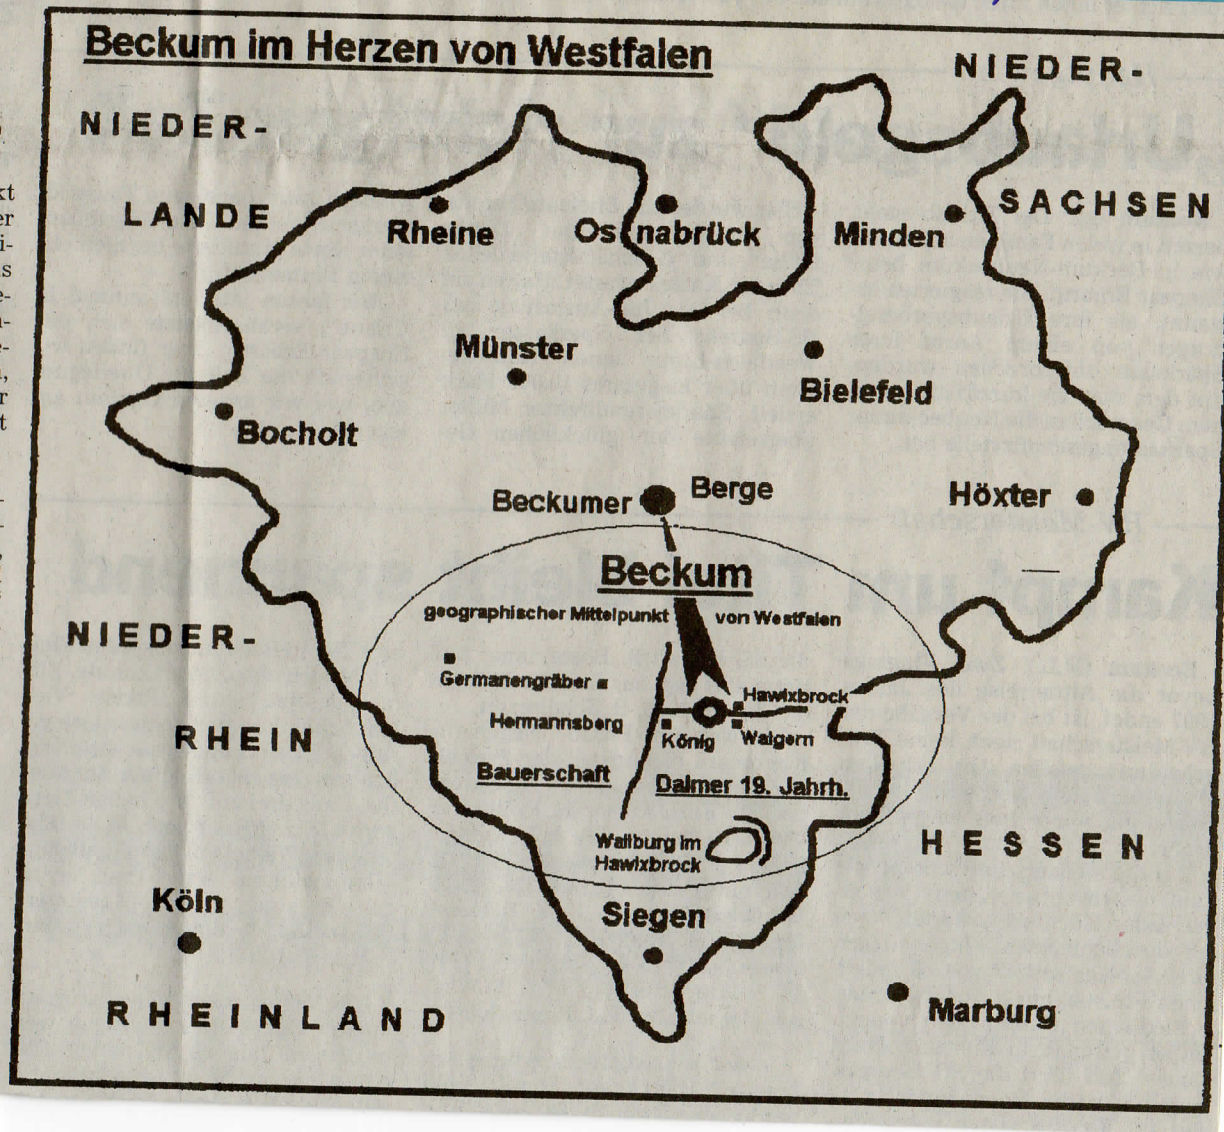 Beckum im Herzen von Westfalen
NIEDER-
NIEDER-
LANDE
SACHSEN
Rheine
Osnabrück
Minden
Münster
Bielefeld
Bocholt
Beckumer
Berge
Höxter
Beckum
geographischer Mittelpunkt
von Westfalen
NIEDER-
RHEIN
Germanengräber
Hawixbrock
Hermannsberg
König
Walgern
Bauerschaft
Dalmer 19. Jahrh.
Wallburg im
Hawixbrock
HESSEN
Köln
Siegen
RHEINLAND
Marburg